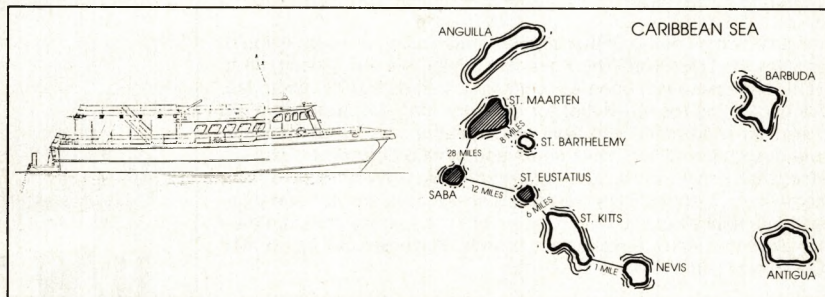 CARIBBEAN SEA
ANGUILLA
BARBUDA
ST. MAARTEN
8 MILES
ST. BARTHELEMY
28 MILES
SABA
12 MILES
ST. EUSTATIUS
6 MILES
ST. KITTS
1 MILE
NEVIS
ANTIGUA